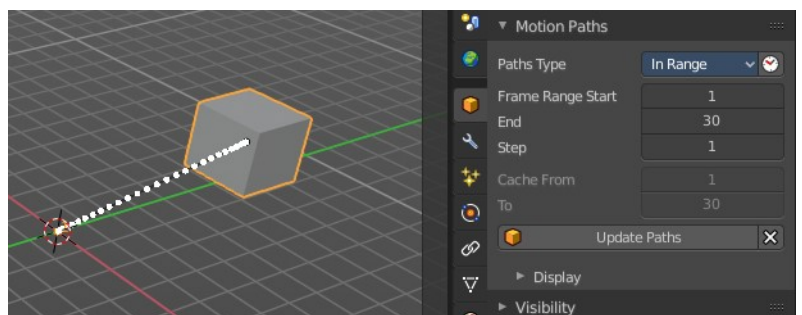 Motion Paths
Paths Type In Range
Frame Range Start 1
End 30
Step 1
Cache From 1
To 30
Update Paths
Display
Visibility